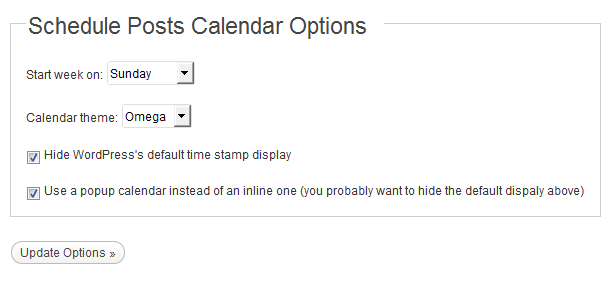 Schedule Posts Calendar Options
Start week on: Sunday
Calendar theme: Omega
Hide WordPress's default time stamp display
Use a popup calendar instead of an inline one (you probably want to hide the default dispaly above)
Update Options »